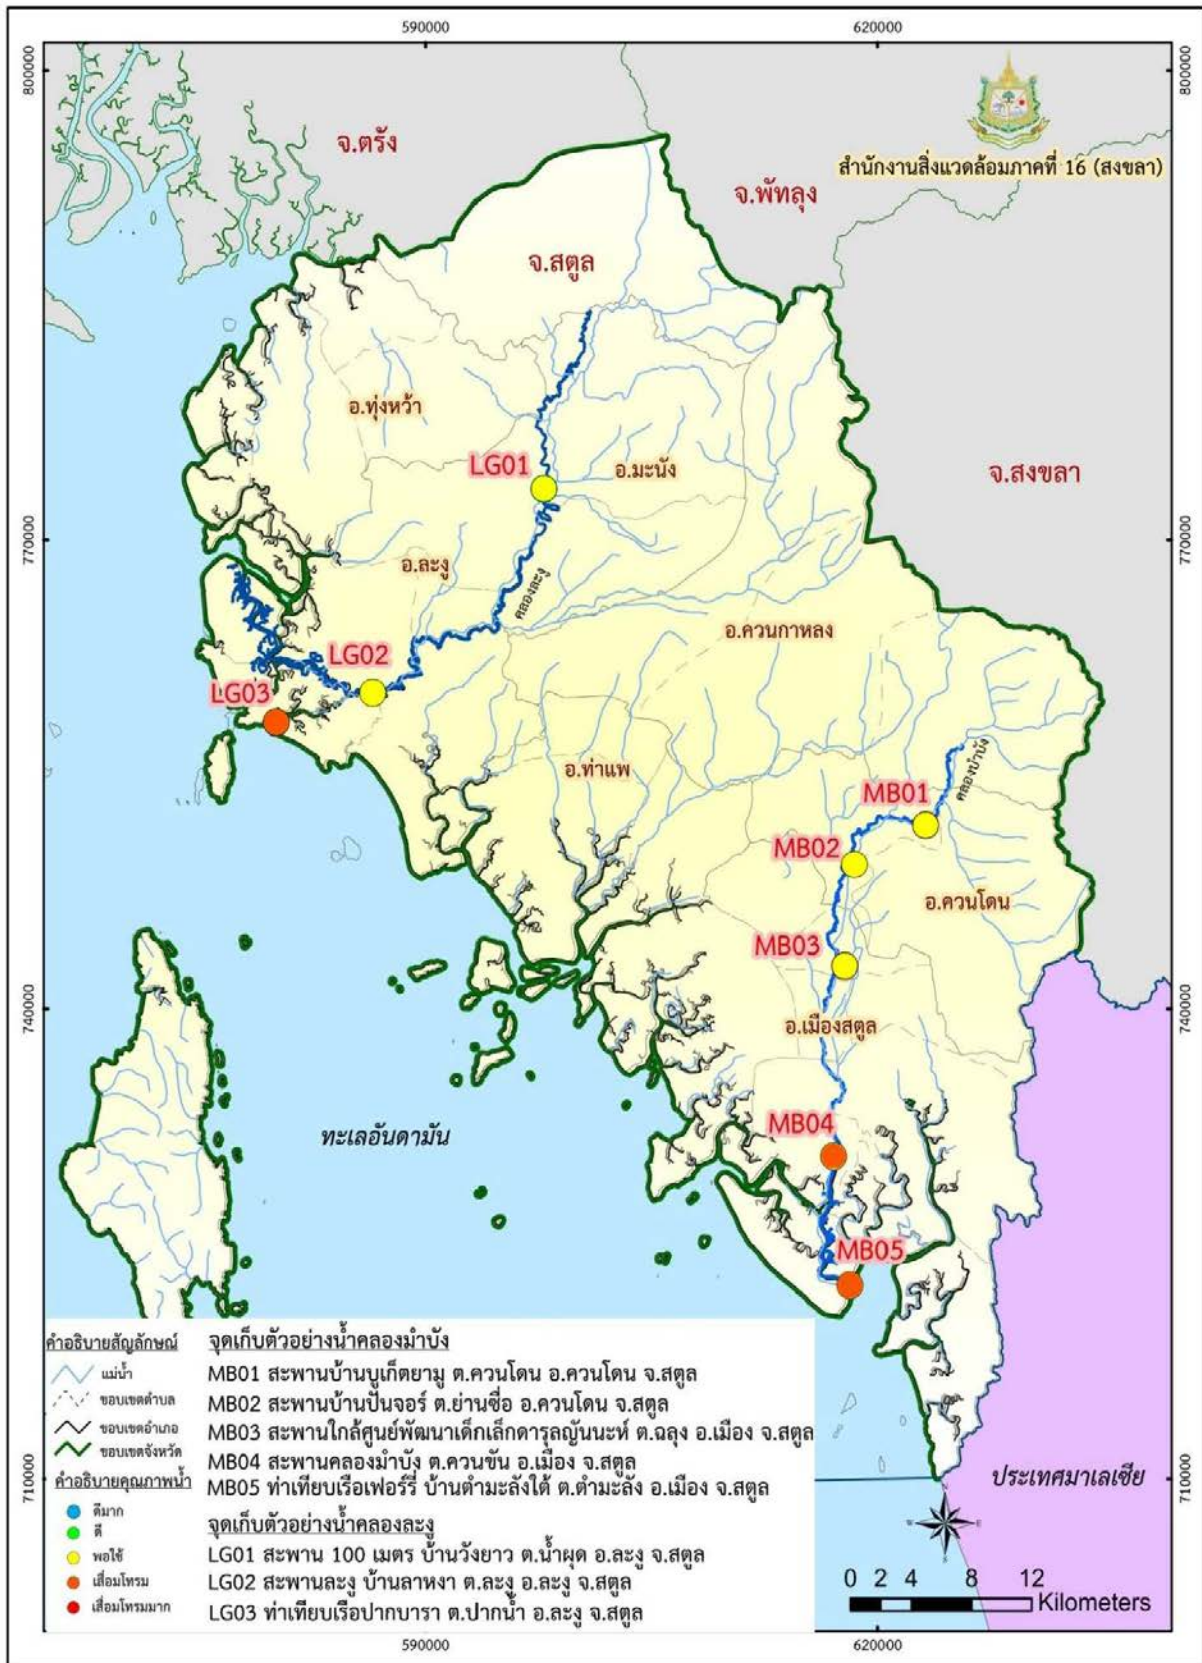 590000
620000
800000
800000
จ.ตรัง
สำนักงานสิ่งแวดล้อมภาคที่ 16 (สงขลา)
จ.พัทลุง
จ.สตูล
อ.ทุ่งหว้า
LG01
อ.มะนัง
จ.สงขลา
770000
770000
อ.ละงู
คลองละงู
อ.ควนกาหลง
LG02
LG03
อ.ท่าแพ
คลองบำบัง
MB01
MB02
อ.ควนโดน
MB03
740000
740000
อ.เมืองสตูล
MB04
ทะเลอันดามัน
MB05
คำอธิบายสัญลักษณ์
แม่น้ำ
ขอบเขตตำบล
ขอบเขตอำเภอ
ขอบเขตจังหวัด
คำอธิบายคุณภาพน้ำ
ดีมาก
ดี
พอใช้
เสื่อมโทรม
เสื่อมโทรมมาก
จุดเก็บตัวอย่างน้ำคลองมำบัง
MB01 สะพานบ้านบูเก็ตยามู ต.ควนโดน อ.ควนโดน จ.สตูล
MB02 สะพานบ้านปันจอร์ ต.ย่านซื่อ อ.ควนโดน จ.สตูล
MB03 สะพานใกล้ศูนย์พัฒนาเด็กเล็กดารุลญันนะห์ ต.ฉลุง อ.เมือง จ.สตูล
MB04 สะพานคลองมำบัง ต.ควนขัน อ.เมือง จ.สตูล
MB05 ท่าเทียบเรือเฟอร์รี่ บ้านตำมะลังใต้ ต.ตำมะลัง อ.เมือง จ.สตูล
จุดเก็บตัวอย่างน้ำคลองละงู
LG01 สะพาน 100 เมตร บ้านวังยาว ต.น้ำผุด อ.ละงู จ.สตูล
LG02 สะพานละงู บ้านลาหงา ต.ละงู อ.ละงู จ.สตูล
LG03 ท่าเทียบเรือปากบารา ต.ปากน้ำ อ.ละงู จ.สตูล
ประเทศมาเลเซีย
710000
710000
N
W
E
S
0 2 4 8 12
Kilometers
590000
620000